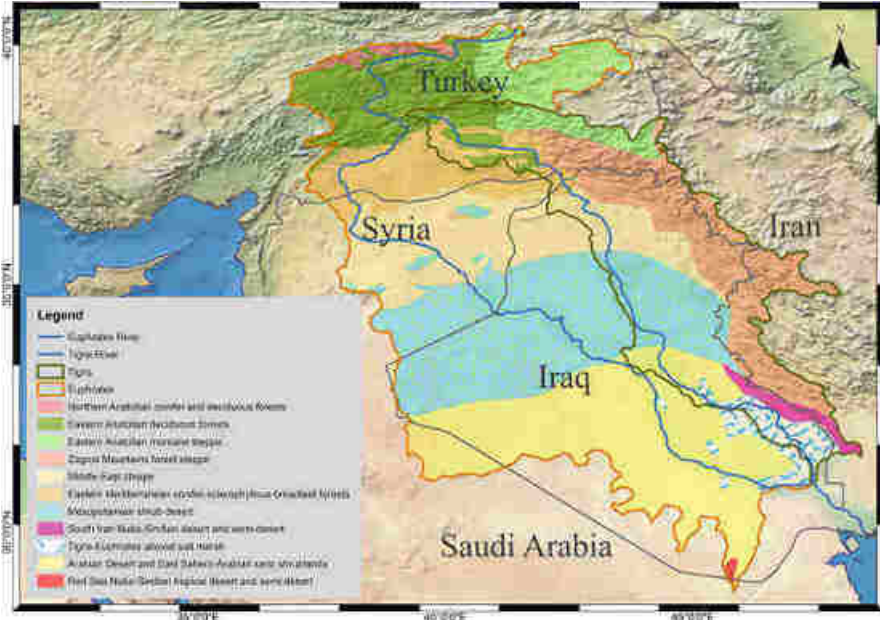 N
Turkey
Iran
Syria
Iraq
Saudi Arabia
Legend
Euphrates River
Tigris River
Tigris
Euphrates
Northern Anatolian conifer and deciduous forests
Eastern Anatolian deciduous forests
Eastern Anatolian montane steppe
Zagros Mountains forest steppe
Middle East steppe
Eastern Mediterranean conifer-sclerophyllous-broadleaf forests
Mesopotamian shrub desert
South Iran Nubo-Sindian desert and semi-desert
Tigris-Euphrates alluvial salt marsh
Arabian Desert and East Sahero-Arabian xeric shrublands
Red Sea Nubo-Sindian tropical desert and semi-desert